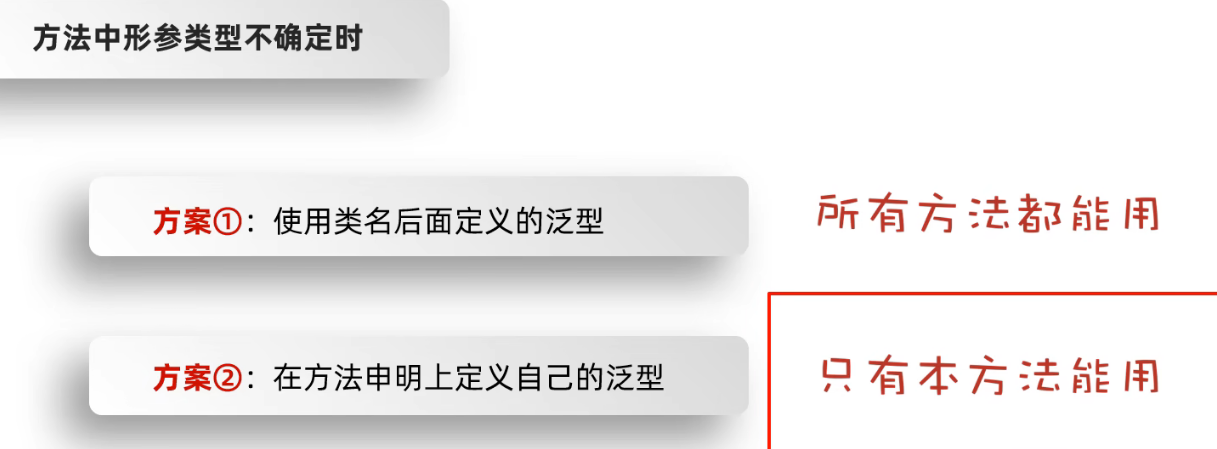 方法中形参类型不确定时
方案①：使用类名后面定义的泛型
所有方法都能用
方案②：在方法申明上定义自己的泛型
只有本方法能用